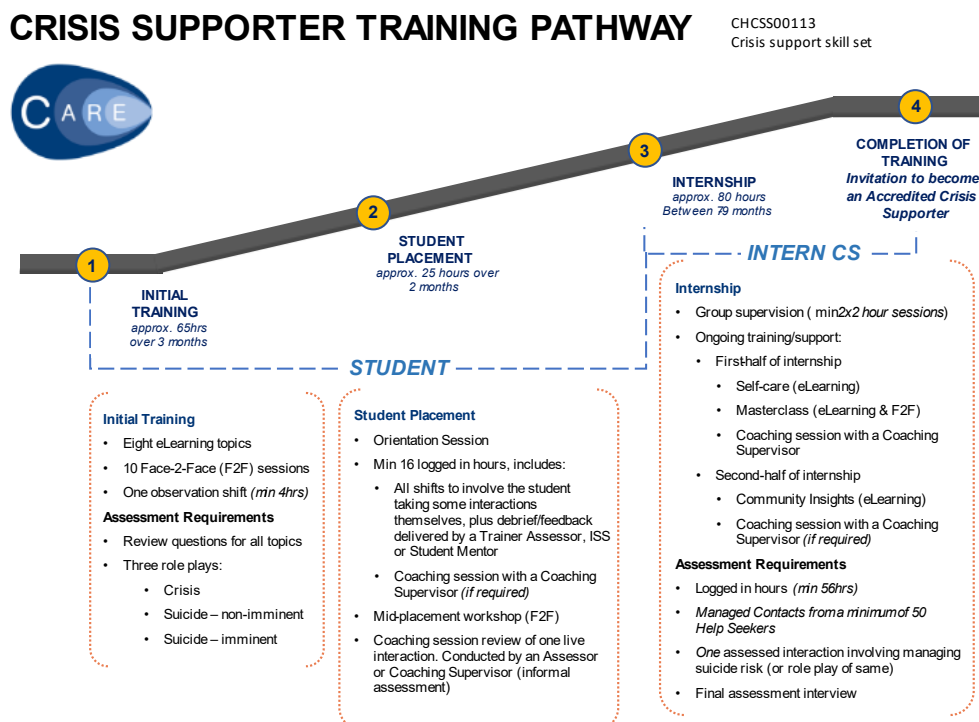 CRISIS SUPPORTER TRAINING PATHWAY
CHCSS00113
Crisis support skill set
CARE
4
COMPLETION OF
TRAINING
Invitation to become
an Accredited Crisis
Supporter
3
INTERNSHIP
approx. 80 hours
Between 79 months
2
STUDENT
PLACEMENT
approx. 25 hours over
2 months
1
INITIAL
TRAINING
approx. 65hrs
over 3 months
INTERN CS
STUDENT
Initial Training
• Eight eLearning topics
• 10 Face-2-Face (F2F) sessions
• One observation shift (min 4hrs)
Assessment Requirements
• Review questions for all topics
• Three role plays:
• Crisis
• Suicide – non-imminent
• Suicide – imminent
Student Placement
• Orientation Session
• Min 16 logged in hours, includes:
• All shifts to involve the student
taking some interactions
themselves, plus debrief/feedback
delivered by a Trainer Assessor, ISS
or Student Mentor
• Coaching session with a Coaching
Supervisor (if required)
• Mid-placement workshop (F2F)
• Coaching session review of one live
interaction. Conducted by an Assessor
or Coaching Supervisor (informal
assessment)
Internship
• Group supervision ( min2x2 hour sessions)
• Ongoing training/support:
• First-half of internship
• Self-care (eLearning)
• Masterclass (eLearning & F2F)
• Coaching session with a Coaching
Supervisor
• Second-half of internship
• Community Insights (eLearning)
• Coaching session with a Coaching
Supervisor (if required)
Assessment Requirements
• Logged in hours (min 56hrs)
• Managed Contacts from a minimum of 50
Help Seekers
• One assessed interaction involving managing
suicide risk (or role play of same)
• Final assessment interview